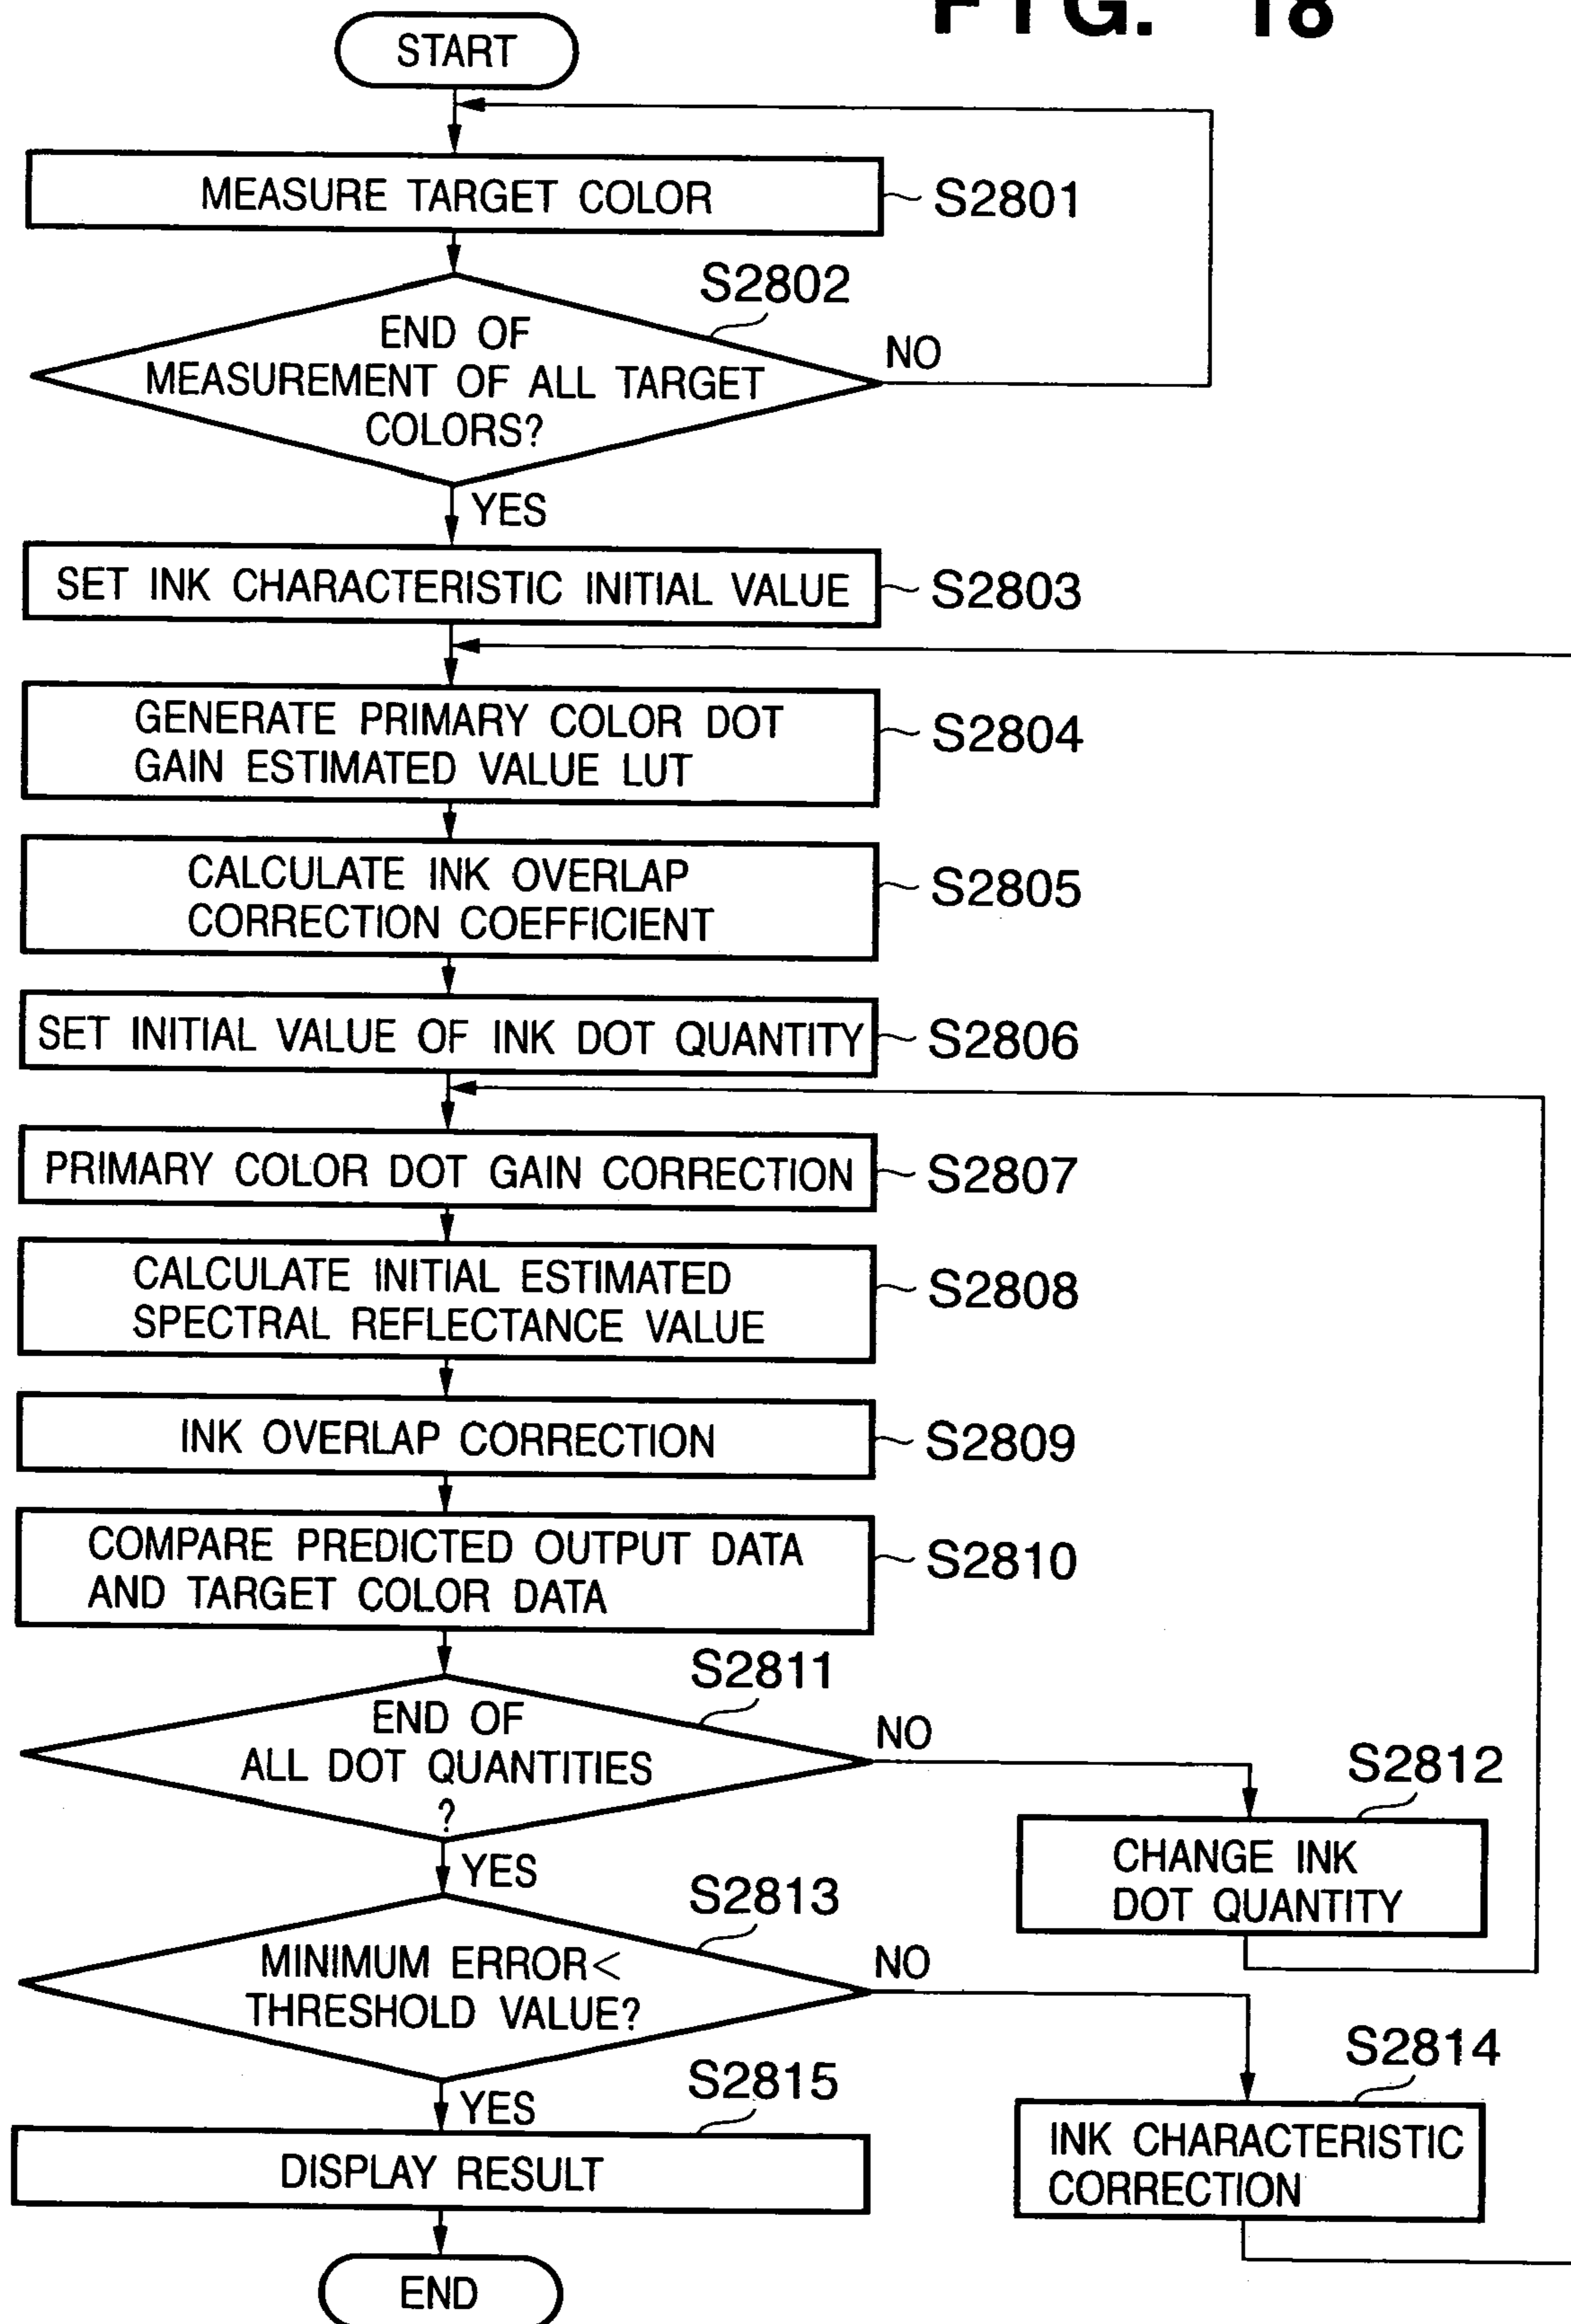 FIG. 18
START
MEASURE TARGET COLOR
S2801
S2802
END OF
MEASUREMENT OF ALL TARGET
COLORS?
NO
YES
SET INK CHARACTERISTIC INITIAL VALUE
S2803
GENERATE PRIMARY COLOR DOT
GAIN ESTIMATED VALUE LUT
S2804
CALCULATE INK OVERLAP
CORRECTION COEFFICIENT
S2805
SET INITIAL VALUE OF INK DOT QUANTITY
S2806
PRIMARY COLOR DOT GAIN CORRECTION
S2807
CALCULATE INITIAL ESTIMATED
SPECTRAL REFLECTANCE VALUE
S2808
INK OVERLAP CORRECTION
S2809
COMPARE PREDICTED OUTPUT DATA
AND TARGET COLOR DATA
S2810
S2811
END OF
ALL DOT QUANTITIES
?
NO
YES
S2812
CHANGE INK
DOT QUANTITY
S2813
MINIMUM ERROR<
THRESHOLD VALUE?
NO
YES
S2814
INK CHARACTERISTIC
CORRECTION
S2815
DISPLAY RESULT
END